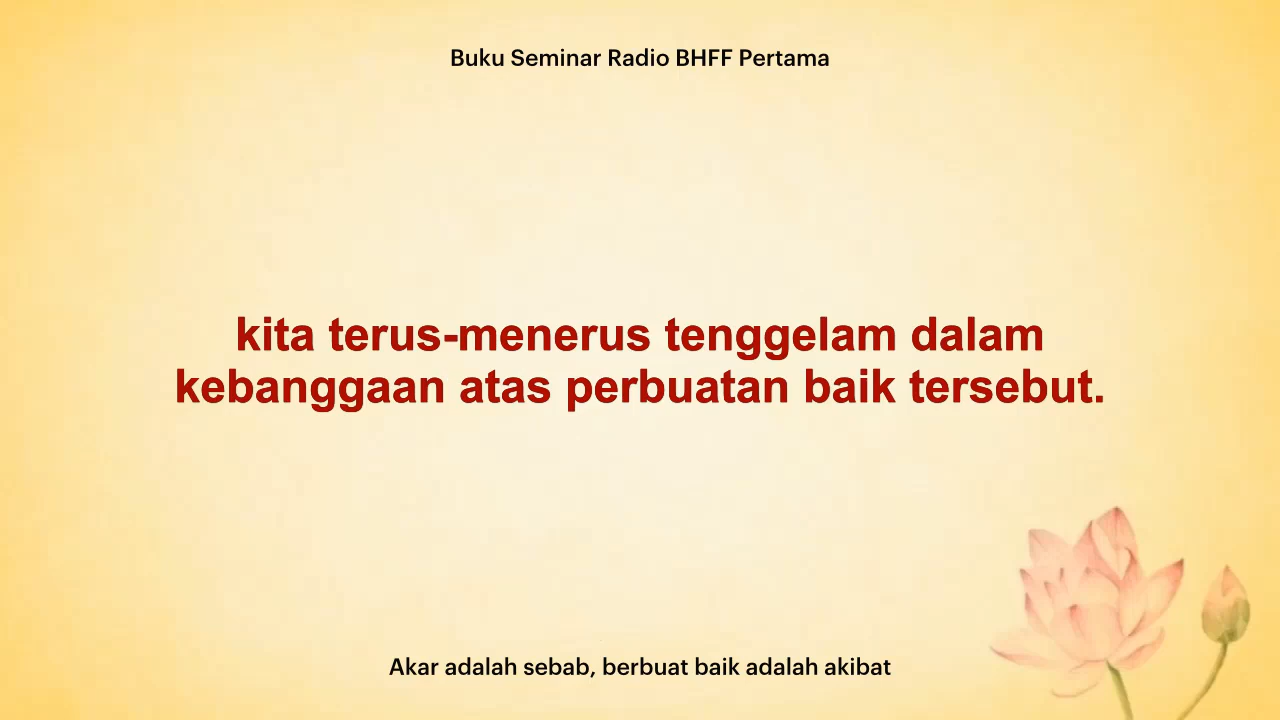 Buku Seminar Radio BHFF Pertama
kita terus-menerus tenggelam dalam
kebanggaan atas perbuatan baik tersebut.
Akar adalah sebab, berbuat baik adalah akibat